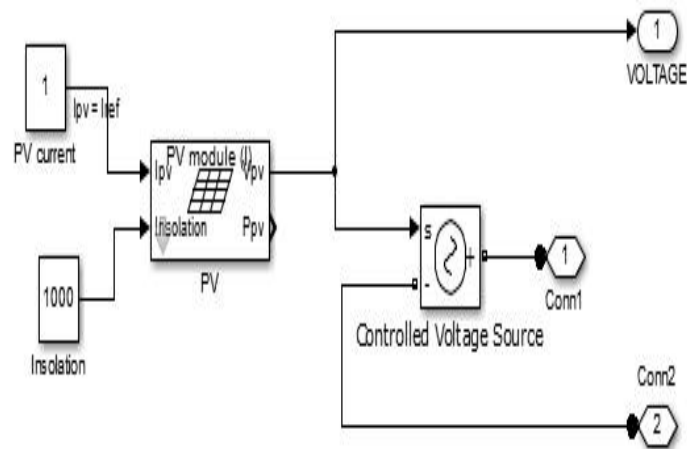 1
VOLTAGE
1
Ipv = Iref
PV current
PV module (I)
Ipv
Vpv
Insolation
Ppv
PV
s
+
-
1
Conn1
1000
Insolation
Controlled Voltage Source
Conn2
2